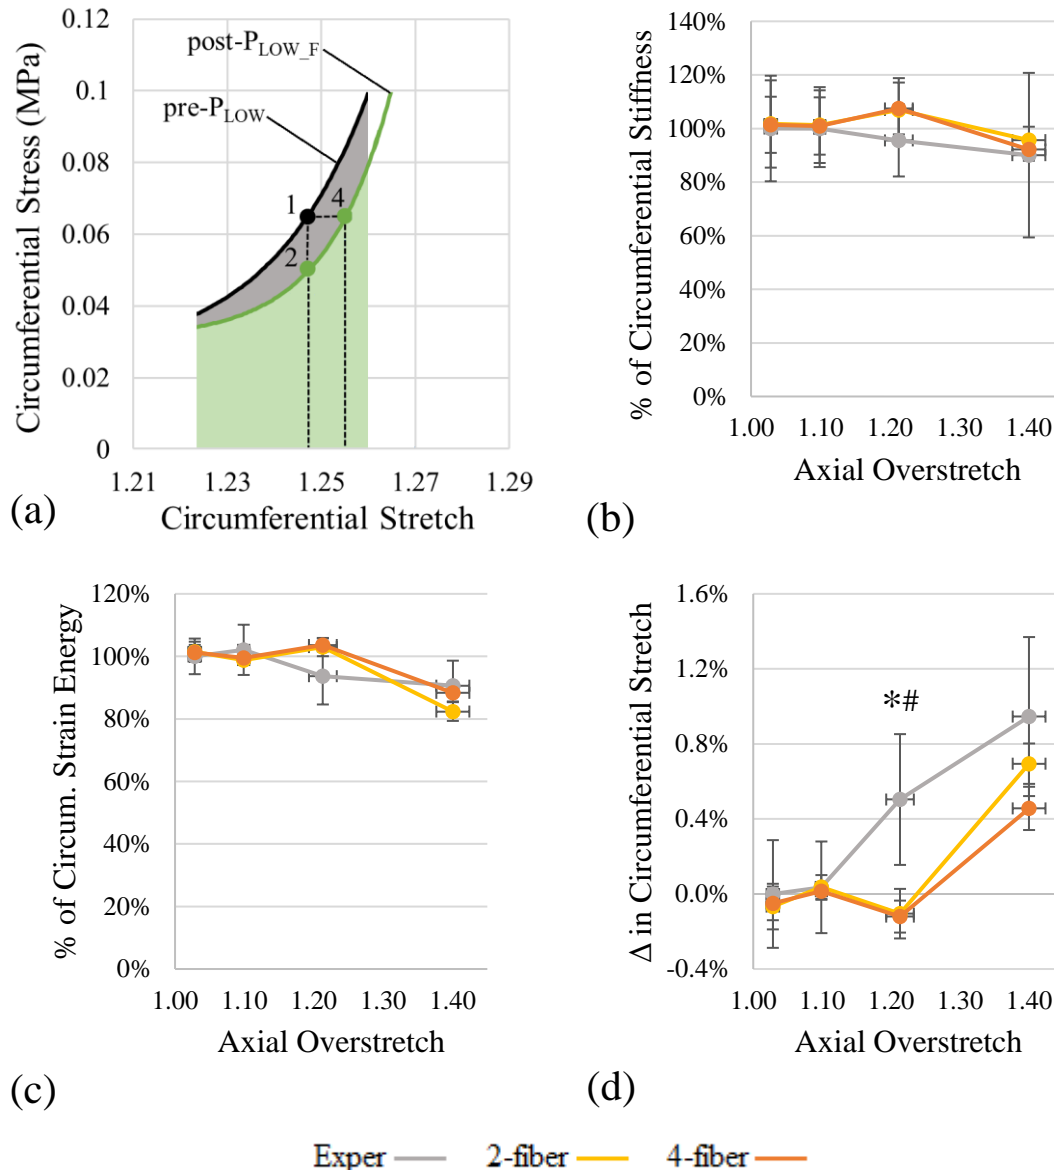 0.12
0.1
0.08
0.06
0.04
0.02
0
Circumferential Stress (MPa)
post-P_LOW_F
pre-P_LOW
1
4
2
1.21 1.23 1.25 1.27 1.29
Circumferential Stretch
(a)
140%
120%
100%
80%
60%
40%
20%
0%
% of Circumferential Stiffness
1.00 1.10 1.20 1.30 1.40
Axial Overstretch
(b)
120%
100%
80%
60%
40%
20%
0%
% of Circum. Strain Energy
1.00 1.10 1.20 1.30 1.40
Axial Overstretch
(c)
1.6%
1.2%
0.8%
0.4%
0.0%
-0.4%
Δ in Circumferential Stretch
*#
1.00 1.10 1.20 1.30 1.40
Axial Overstretch
(d)
Exper 2-fiber 4-fiber